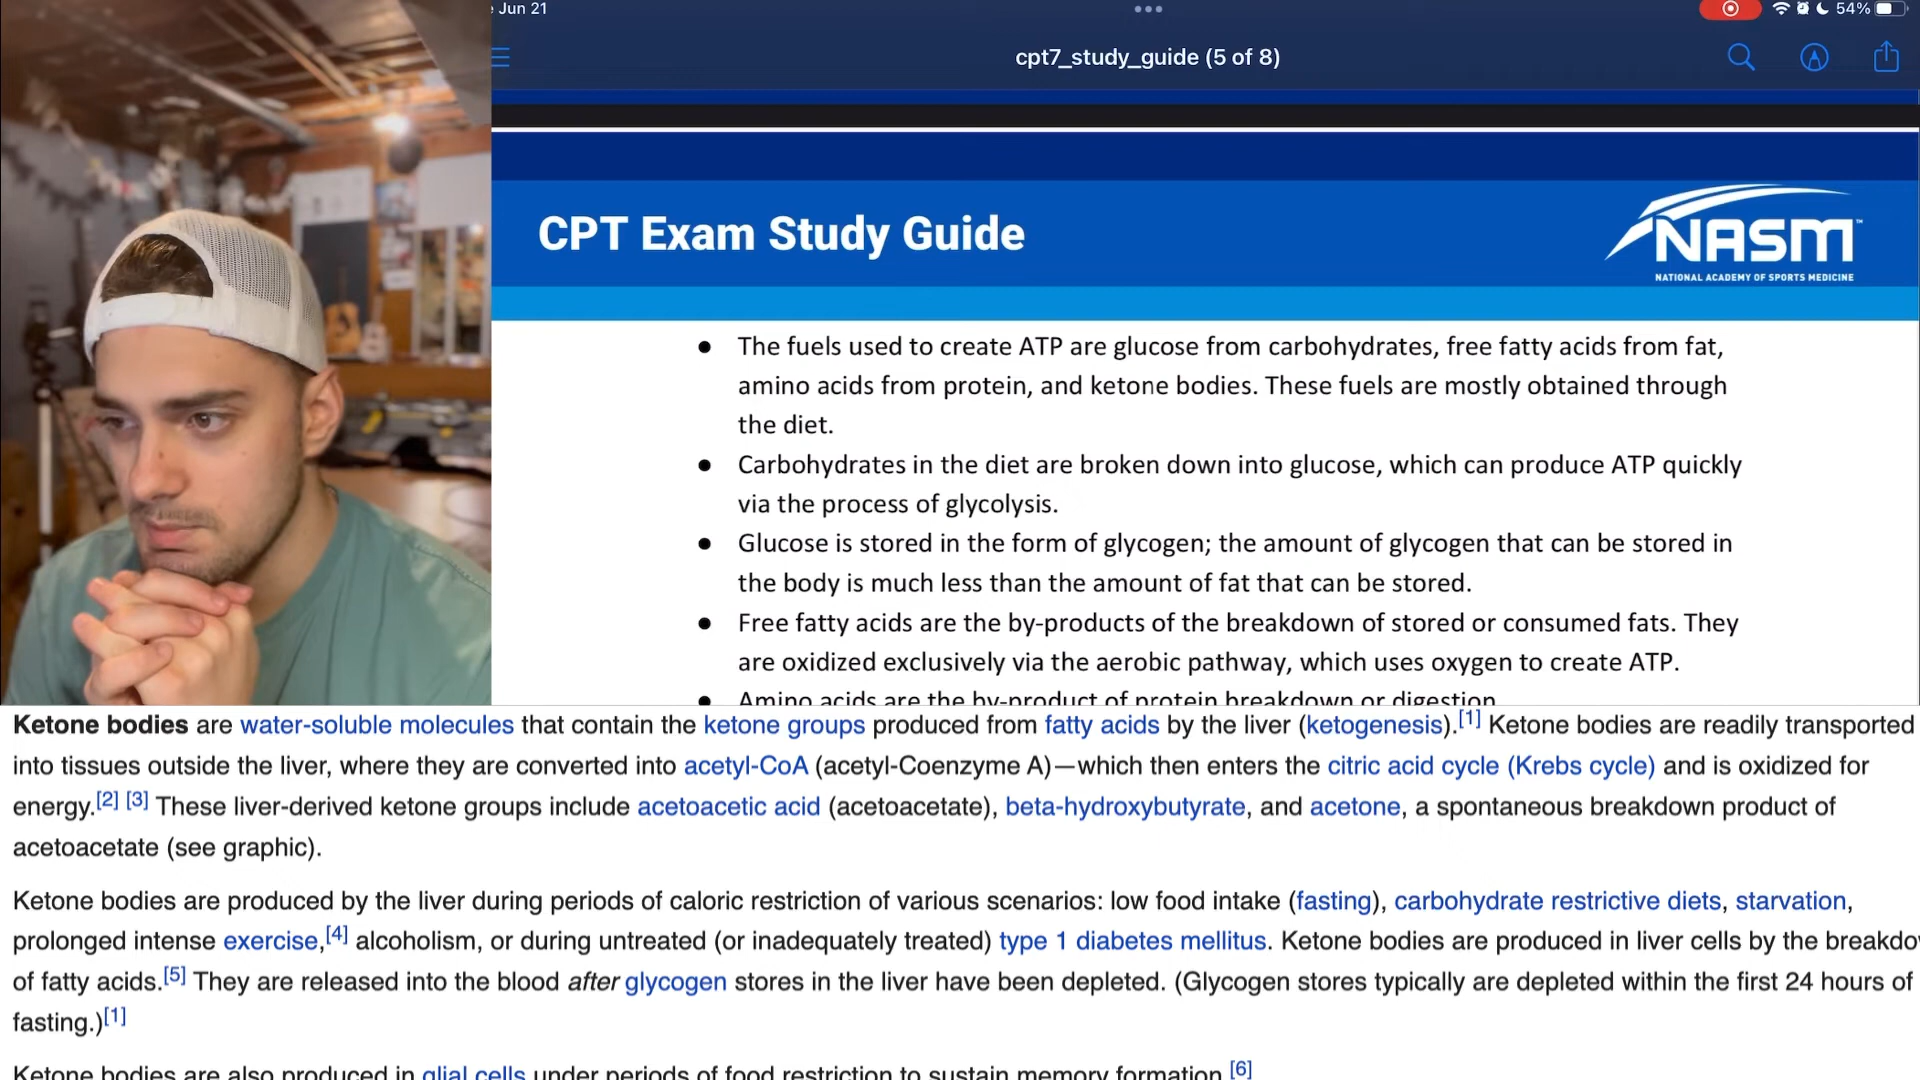 Jun 21
54%
cpt7_study_guide (5 of 8)
CPT Exam Study Guide
NASM™
NATIONAL ACADEMY OF SPORTS MEDICINE
● The fuels used to create ATP are glucose from carbohydrates, free fatty acids from fat,
amino acids from protein, and ketone bodies. These fuels are mostly obtained through
the diet.
● Carbohydrates in the diet are broken down into glucose, which can produce ATP quickly
via the process of glycolysis.
● Glucose is stored in the form of glycogen; the amount of glycogen that can be stored in
the body is much less than the amount of fat that can be stored.
● Free fatty acids are the by-products of the breakdown of stored or consumed fats. They
are oxidized exclusively via the aerobic pathway, which uses oxygen to create ATP.
● Amino acids are the by-product of protein breakdown or digestion
Ketone bodies are water-soluble molecules that contain the ketone groups produced from fatty acids by the liver (ketogenesis).[1] Ketone bodies are readily transported
into tissues outside the liver, where they are converted into acetyl-CoA (acetyl-Coenzyme A)—which then enters the citric acid cycle (Krebs cycle) and is oxidized for
energy.[2] [3] These liver-derived ketone groups include acetoacetic acid (acetoacetate), beta-hydroxybutyrate, and acetone, a spontaneous breakdown product of
acetoacetate (see graphic).
Ketone bodies are produced by the liver during periods of caloric restriction of various scenarios: low food intake (fasting), carbohydrate restrictive diets, starvation,
prolonged intense exercise,[4] alcoholism, or during untreated (or inadequately treated) type 1 diabetes mellitus. Ketone bodies are produced in liver cells by the breakdo
of fatty acids.[5] They are released into the blood after glycogen stores in the liver have been depleted. (Glycogen stores typically are depleted within the first 24 hours of
fasting.)[1]
Ketone bodies are also produced in glial cells under periods of food restriction to sustain memory formation.[6]